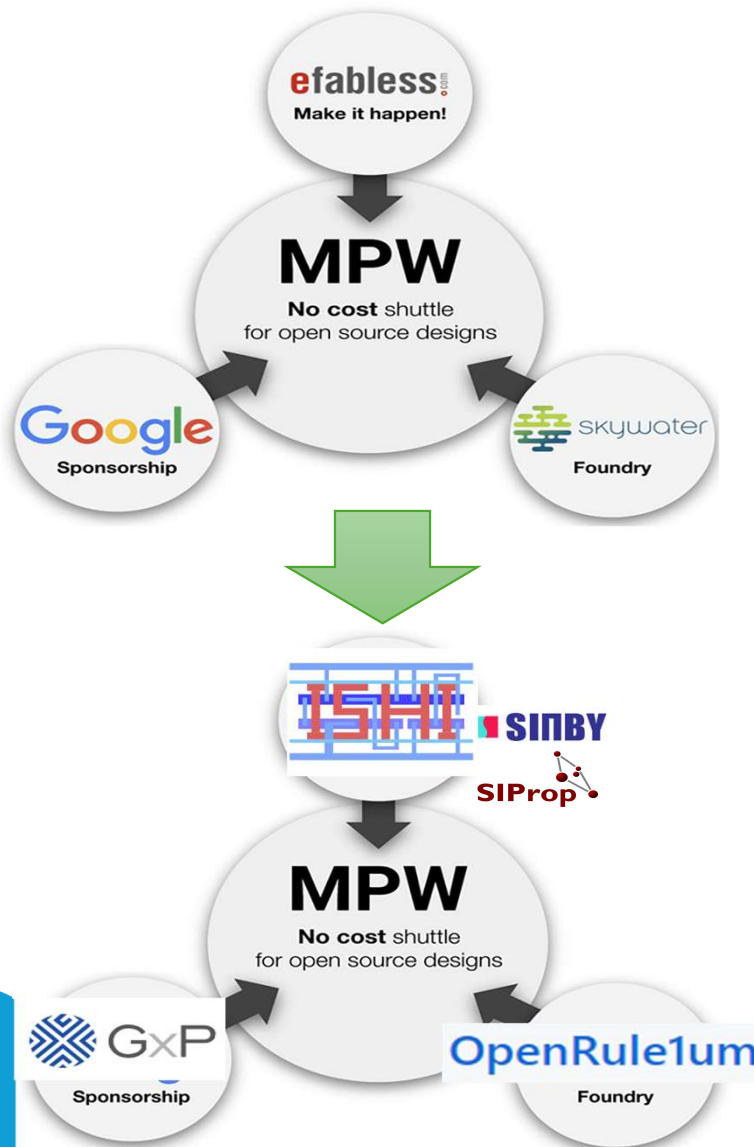 efabless.com
Make it happen!
MPW
No cost shuttle
for open source designs
Google
Sponsorship
skywater
Foundry
ISHI
SIПBY
SIProp
MPW
No cost shuttle
for open source designs
GxP
Sponsorship
OpenRule1um
Foundry